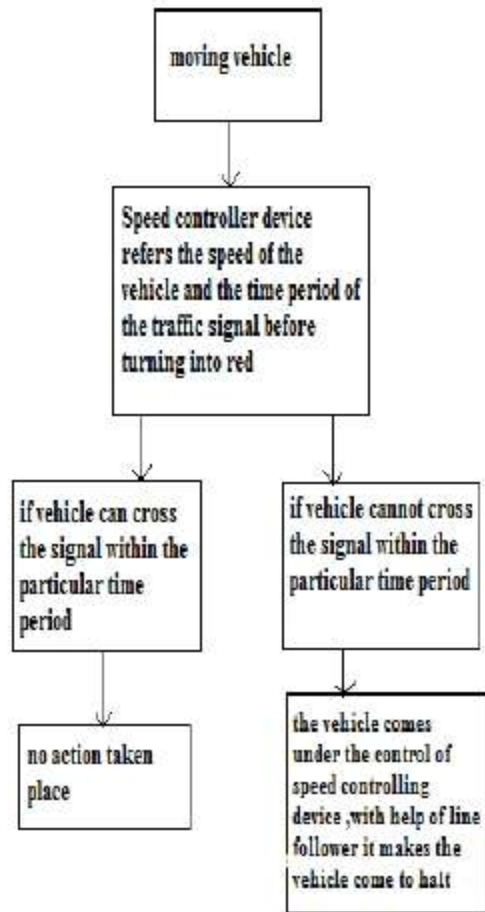 moving vehicle
Speed controller device
refers the speed of the
vehicle and the time period of
the traffic signal before
turning into red
if vehicle can cross
the signal within the
particular time
period
if vehicle cannot cross
the signal within the
particular time period
no action taken
place
the vehicle comes
under the control of
speed controlling
device ,with help of line
follower it makes the
vehicle come to halt